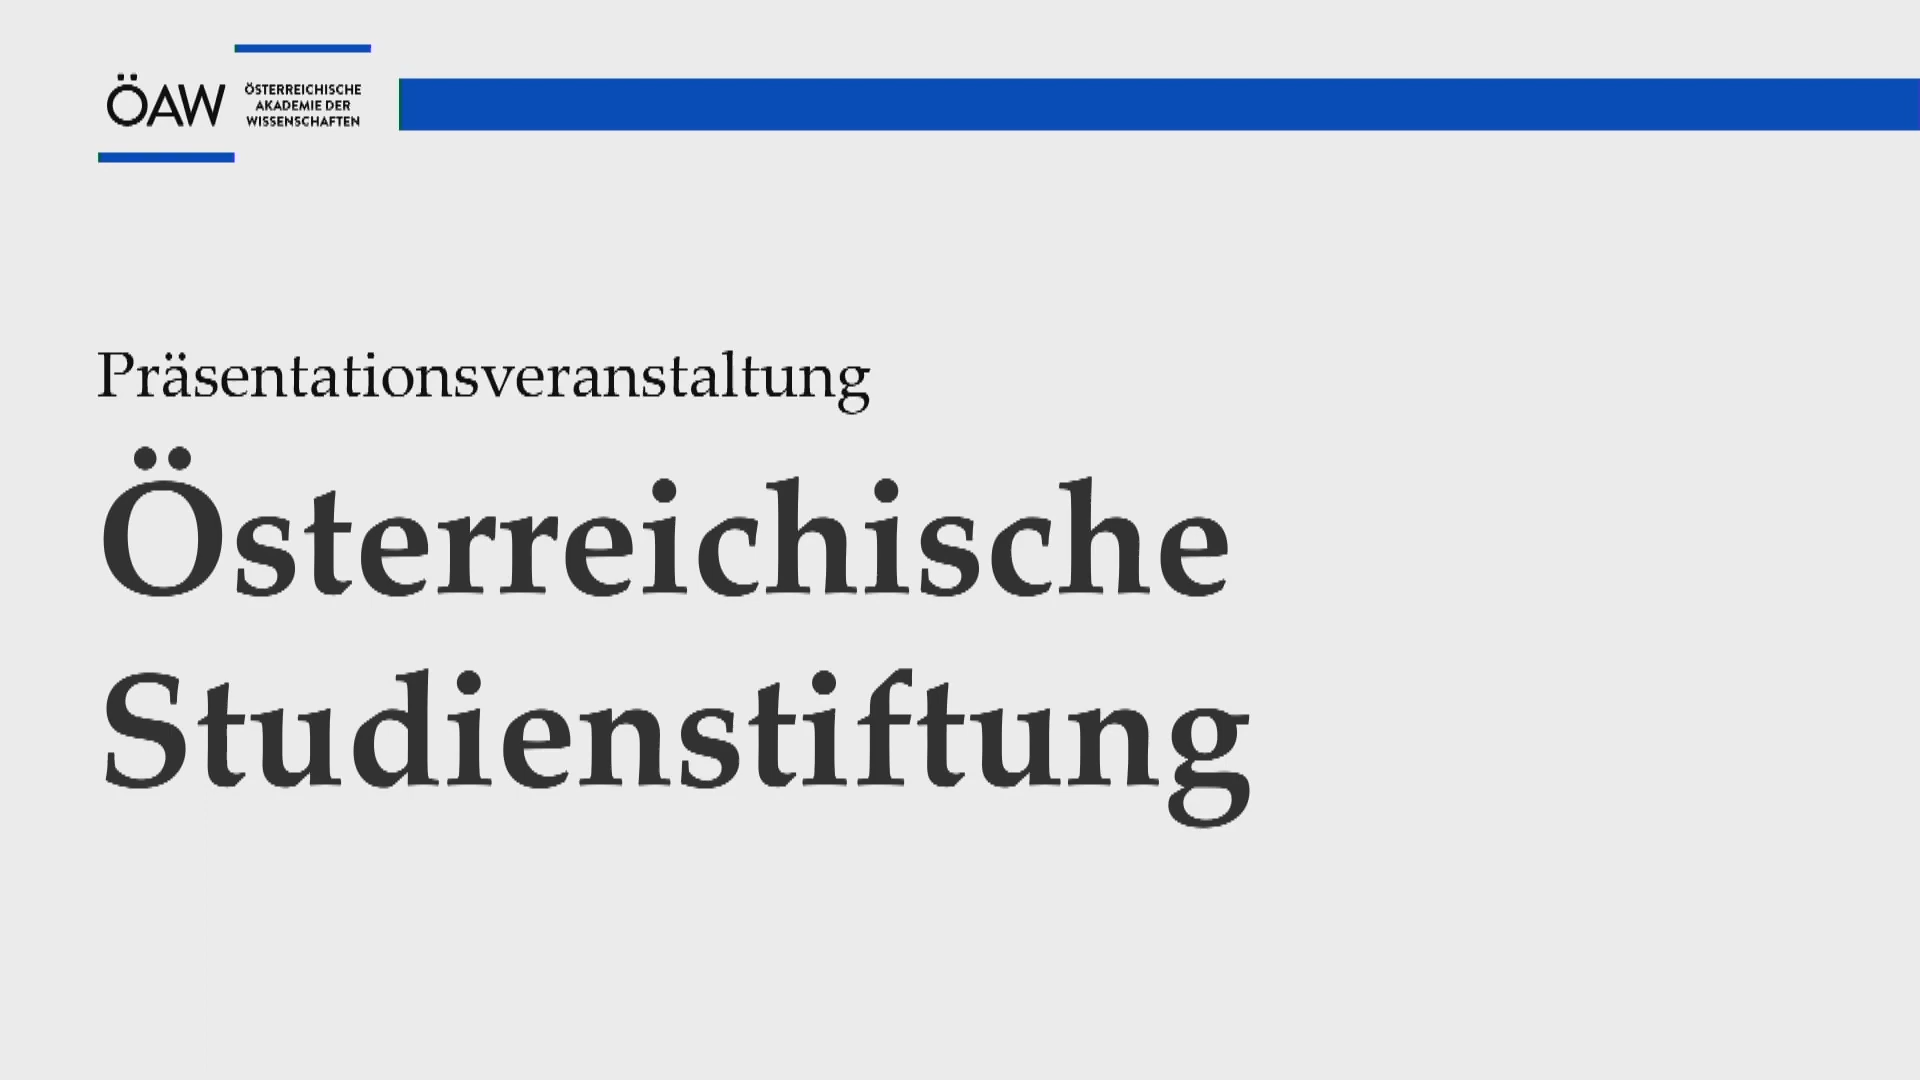 ÖAW
ÖSTERREICHISCHE
AKADEMIE DER
WISSENSCHAFTEN
Präsentationsveranstaltung
Österreichische
Studienstiftung